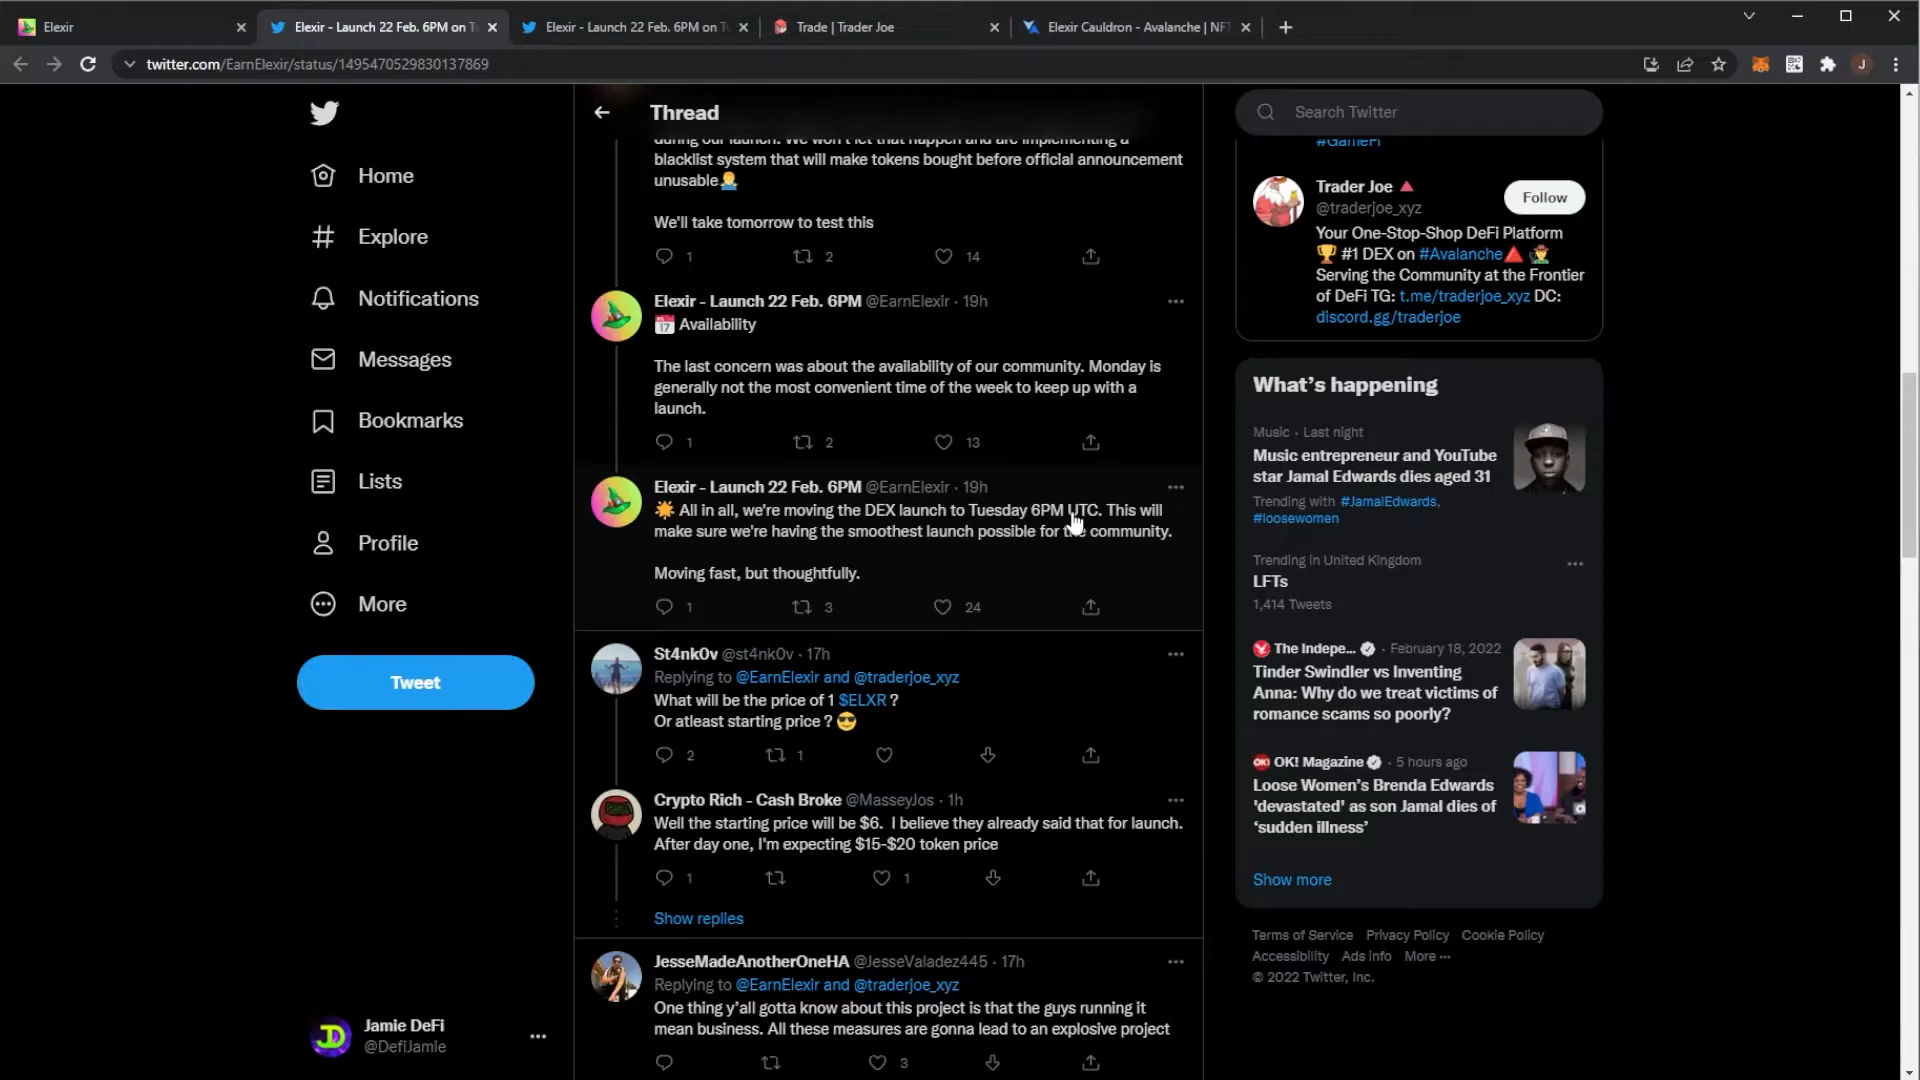 Elexir
Elexir - Launch 22 Feb. 6PM on T
Elexir - Launch 22 Feb. 6PM on T
Trade | Trader Joe
Elexir Cauldron - Avalanche | NFT
twitter.com/EarnElexir/status/1495470529830137869
J
Home
Explore
Notifications
Messages
Bookmarks
Lists
Profile
More
Tweet
Jamie DeFi
@DefiJamie
Thread
during our launch. We won't let that happen and are implementing a
blacklist system that will make tokens bought before official announcement
unusable
We'll take tomorrow to test this
1 2 14
Elexir - Launch 22 Feb. 6PM @EarnElexir · 19h
17 Availability
The last concern was about the availability of our community. Monday is
generally not the most convenient time of the week to keep up with a
launch.
1 2 13
Elexir - Launch 22 Feb. 6PM @EarnElexir · 19h
All in all, we're moving the DEX launch to Tuesday 6PM UTC. This will
make sure we're having the smoothest launch possible for the community.
Moving fast, but thoughtfully.
1 3 24
St4nk0v @st4nk0v · 17h
Replying to @EarnElexir and @traderjoe_xyz
What will be the price of 1 $ELXR ?
Or atleast starting price ?
2 1
Crypto Rich - Cash Broke @MasseyJos · 1h
Well the starting price will be $6. I believe they already said that for launch.
After day one, I'm expecting $15-$20 token price
1 1
Show replies
JesseMadeAnotherOneHA @JesseValadez445 · 17h
Replying to @EarnElexir and @traderjoe_xyz
One thing y'all gotta know about this project is that the guys running it
mean business. All these measures are gonna lead to an explosive project
3
Search Twitter
#GameFi
Trader Joe
@traderjoe_xyz
Follow
Your One-Stop-Shop DeFi Platform
#1 DEX on #Avalanche
Serving the Community at the Frontier
of DeFi TG: t.me/traderjoe_xyz DC:
discord.gg/traderjoe
What's happening
Music · Last night
Music entrepreneur and YouTube
star Jamal Edwards dies aged 31
Trending with #JamalEdwards,
#loosewomen
Trending in United Kingdom
LFTs
1,414 Tweets
The Indepe... · February 18, 2022
Tinder Swindler vs Inventing
Anna: Why do we treat victims of
romance scams so poorly?
OK! OK! Magazine · 5 hours ago
Loose Women's Brenda Edwards
'devastated' as son Jamal dies of
'sudden illness'
Show more
Terms of Service Privacy Policy Cookie Policy
Accessibility Ads info More ···
© 2022 Twitter, Inc.